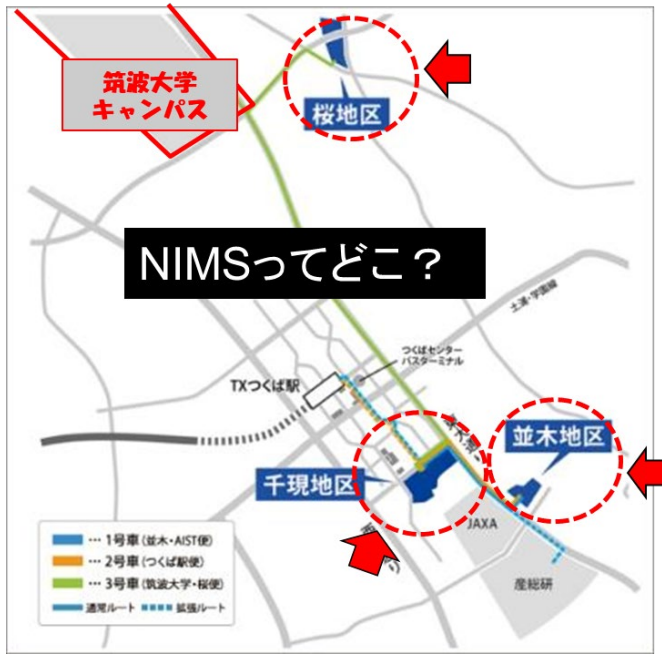 筑波大学
キャンパス
桜地区
NIMSってどこ？
土浦・学園線
つくばセンター
バスターミナル
TXつくば駅
並木地区
千現地区
JAXA
産総研
… 1号車(並木・AIST便)
… 2号車(つくば駅便)
… 3号車(筑波大学・桜便)
通常ルート 拡張ルート